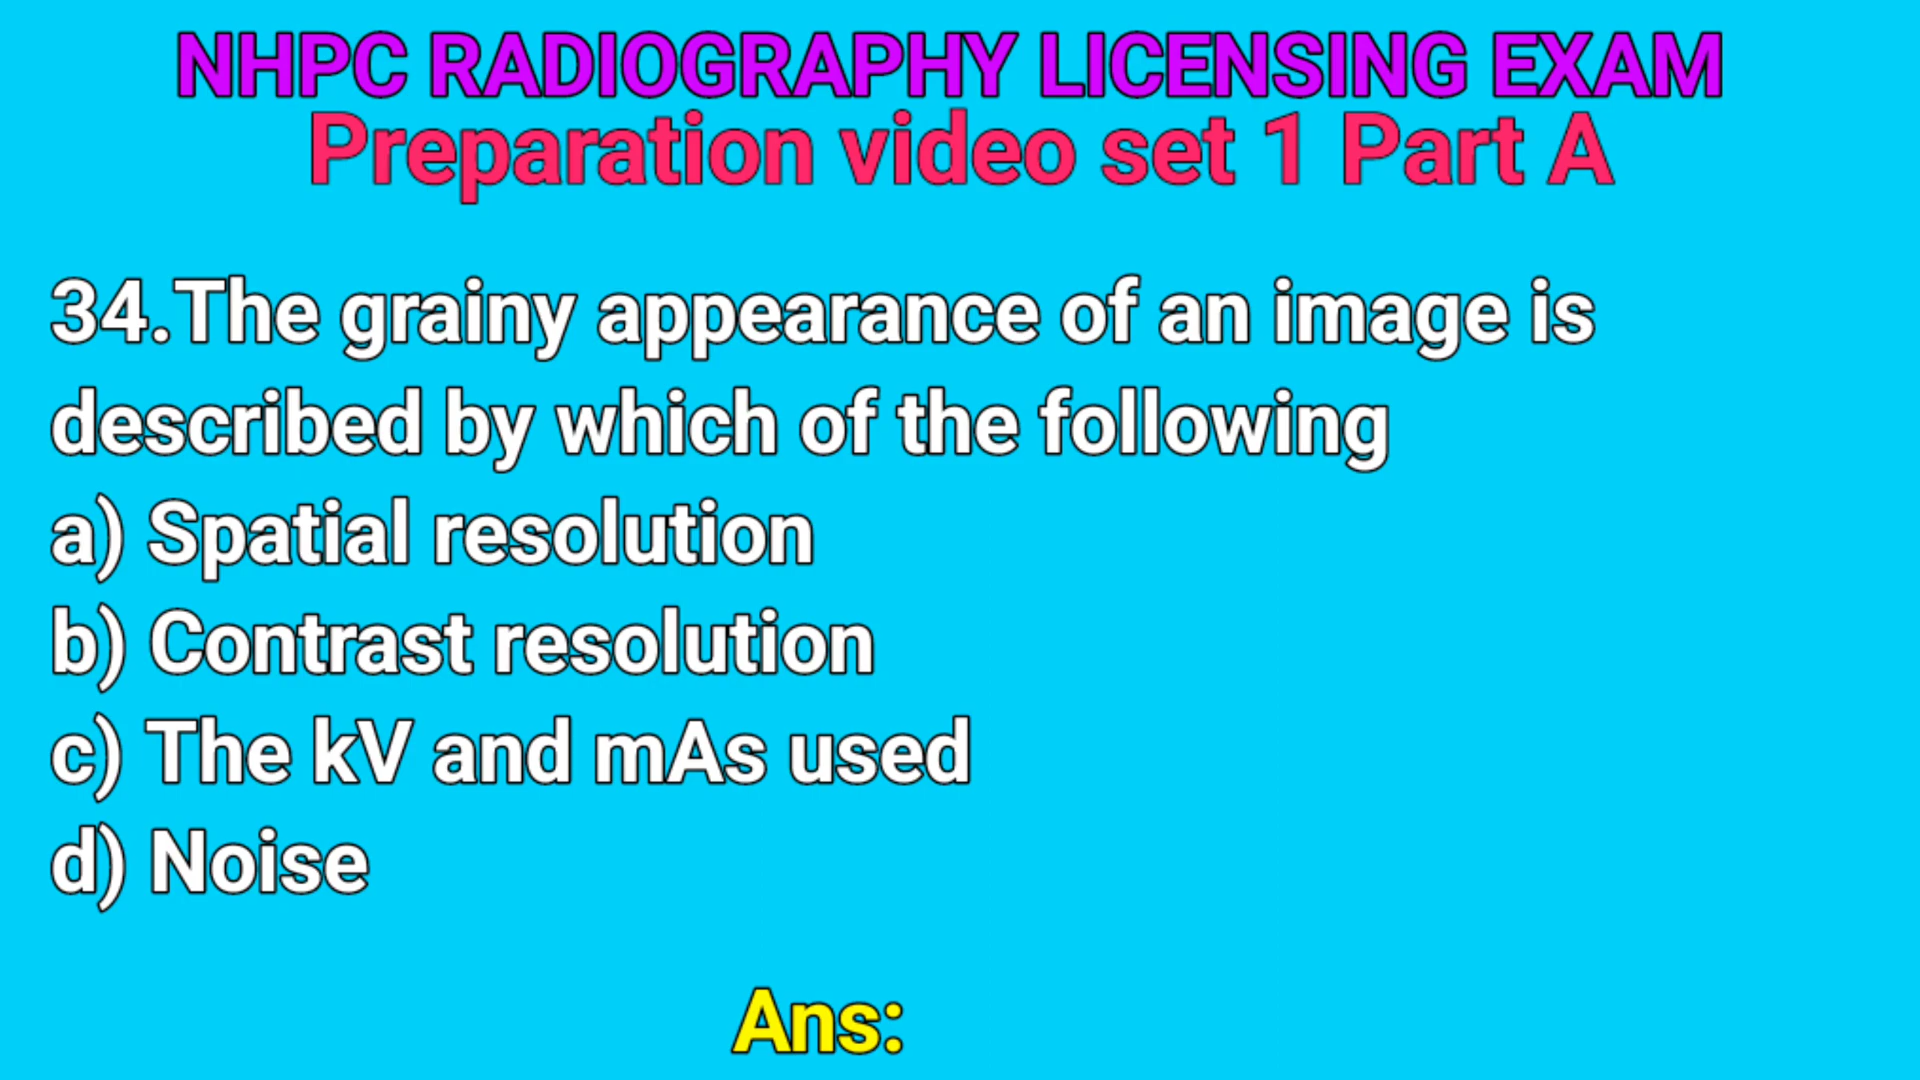 NHPC RADIOGRAPHY LICENSING EXAM
Preparation video set 1 Part A
34.The grainy appearance of an image is
described by which of the following
a) Spatial resolution
b) Contrast resolution
c) The kV and mAs used
d) Noise
Ans: